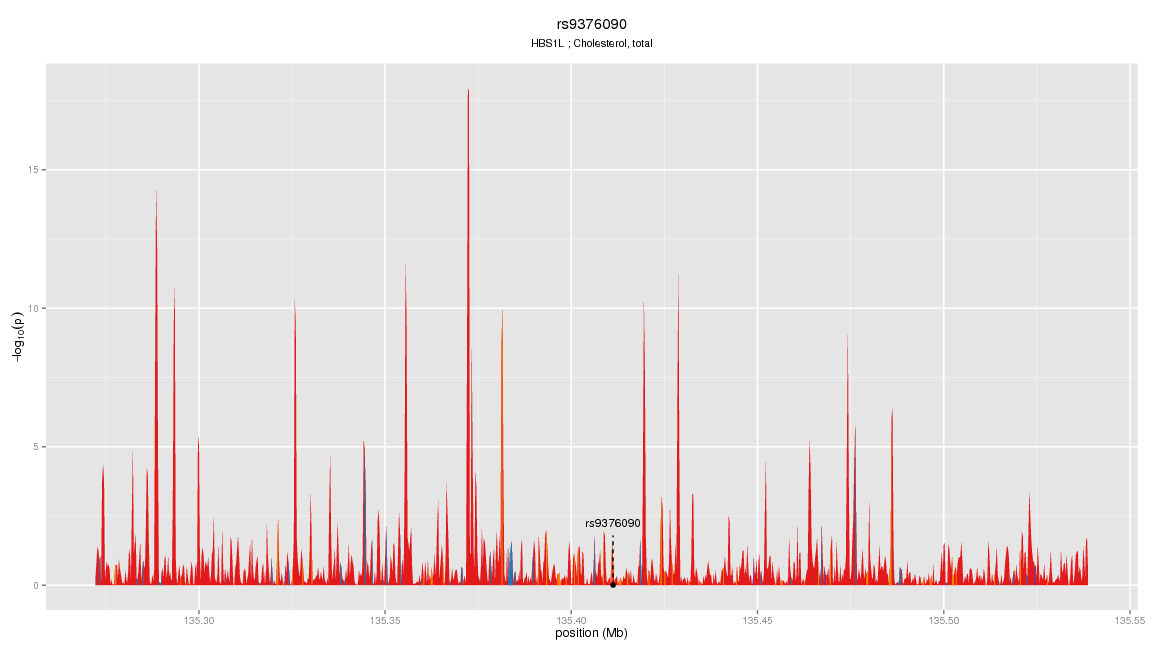 rs9376090
HBS1L ; Cholesterol, total
−log10(p)
15
10
5
0
rs9376090
135.30
135.35
135.40
135.45
135.50
135.55
position (Mb)